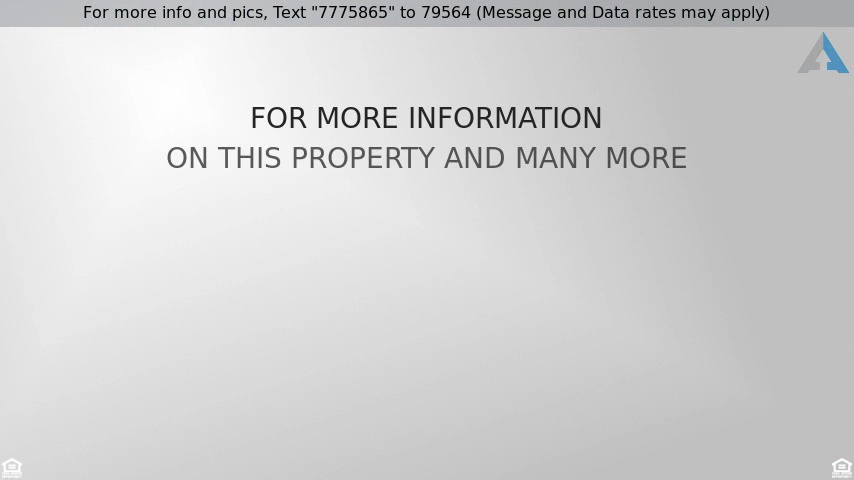 For more info and pics, Text "7775865" to 79564 (Message and Data rates may apply)
FOR MORE INFORMATION
ON THIS PROPERTY AND MANY MORE